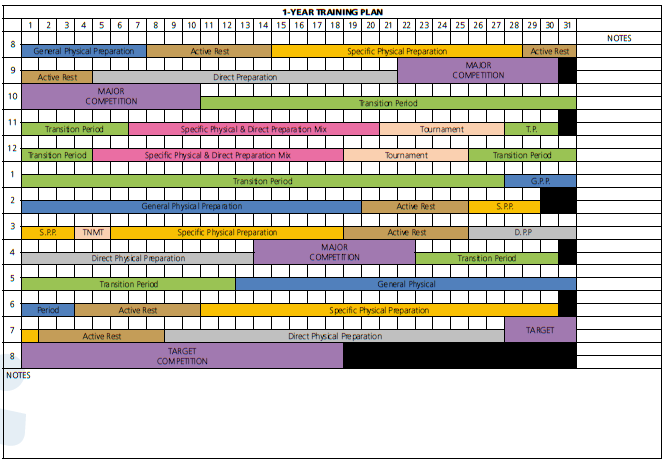 1-YEAR TRAINING PLAN
1 2 3 4 5 6 7 8 9 10 11 12 13 14 15 16 17 18 19 20 21 22 23 24 25 26 27 28 29 30 31
NOTES
8 General Physical Preparation Active Rest Specific Physical Preparation Active Rest
9 Active Rest Direct Preparation MAJOR
COMPETITION
10 MAJOR
COMPETITION Transition Period
11 Transition Period Specific Physical & Direct Preparation Mix Tournament T.P.
12 Transition Period Specific Physical & Direct Preparation Mix Tournament Transition Period
1 Transition Period G.P.P.
2 General Physical Preparation Active Rest S.P.P.
3 S.P.P. TNMT Specific Physical Preparation Active Rest D.P.P
4 Direct Physical Preparation MAJOR
COMPETITION Transition Period
5 Transition Period General Physical
6 Period Active Rest Specific Physical Preparation
7 Active Rest Direct Physical Preparation TARGET
8 TARGET
COMPETITION
NOTES